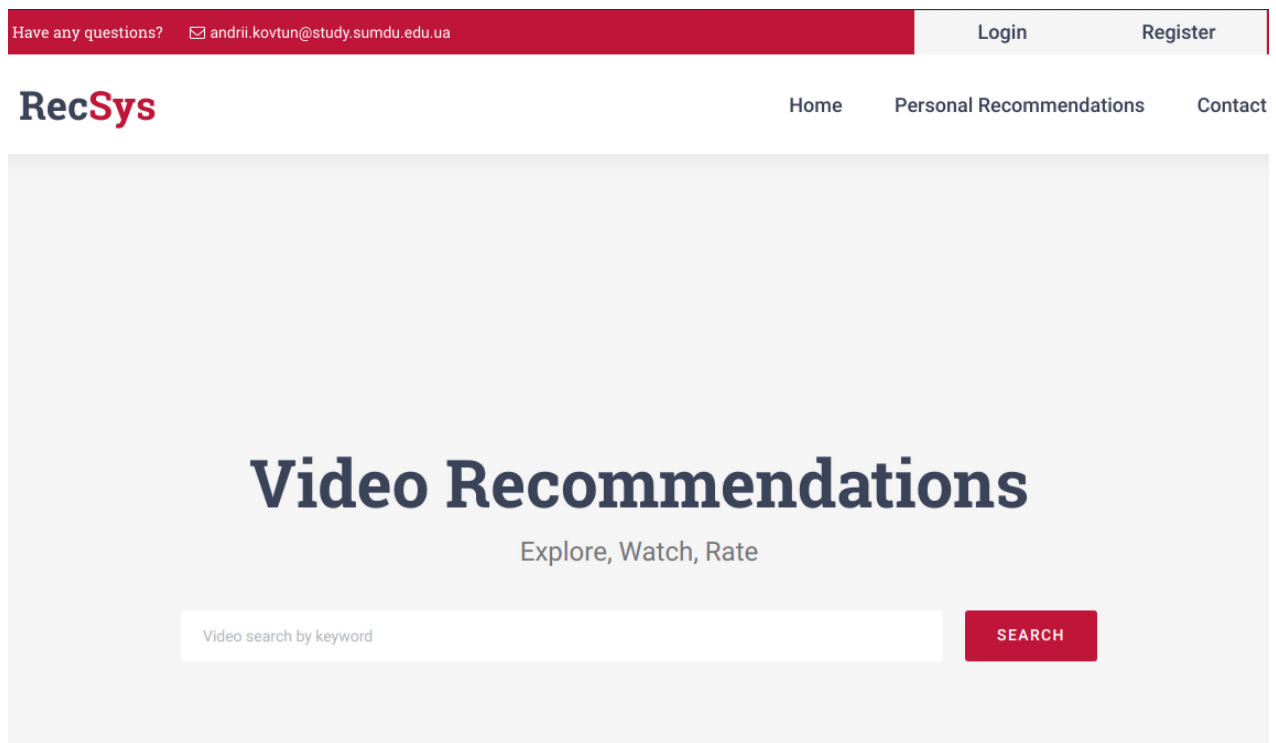 Have any questions? andrii.kovtun@study.sumdu.edu.ua Login Register
RecSys Home Personal Recommendations Contact
Video Recommendations
Explore, Watch, Rate
Video search by keyword SEARCH